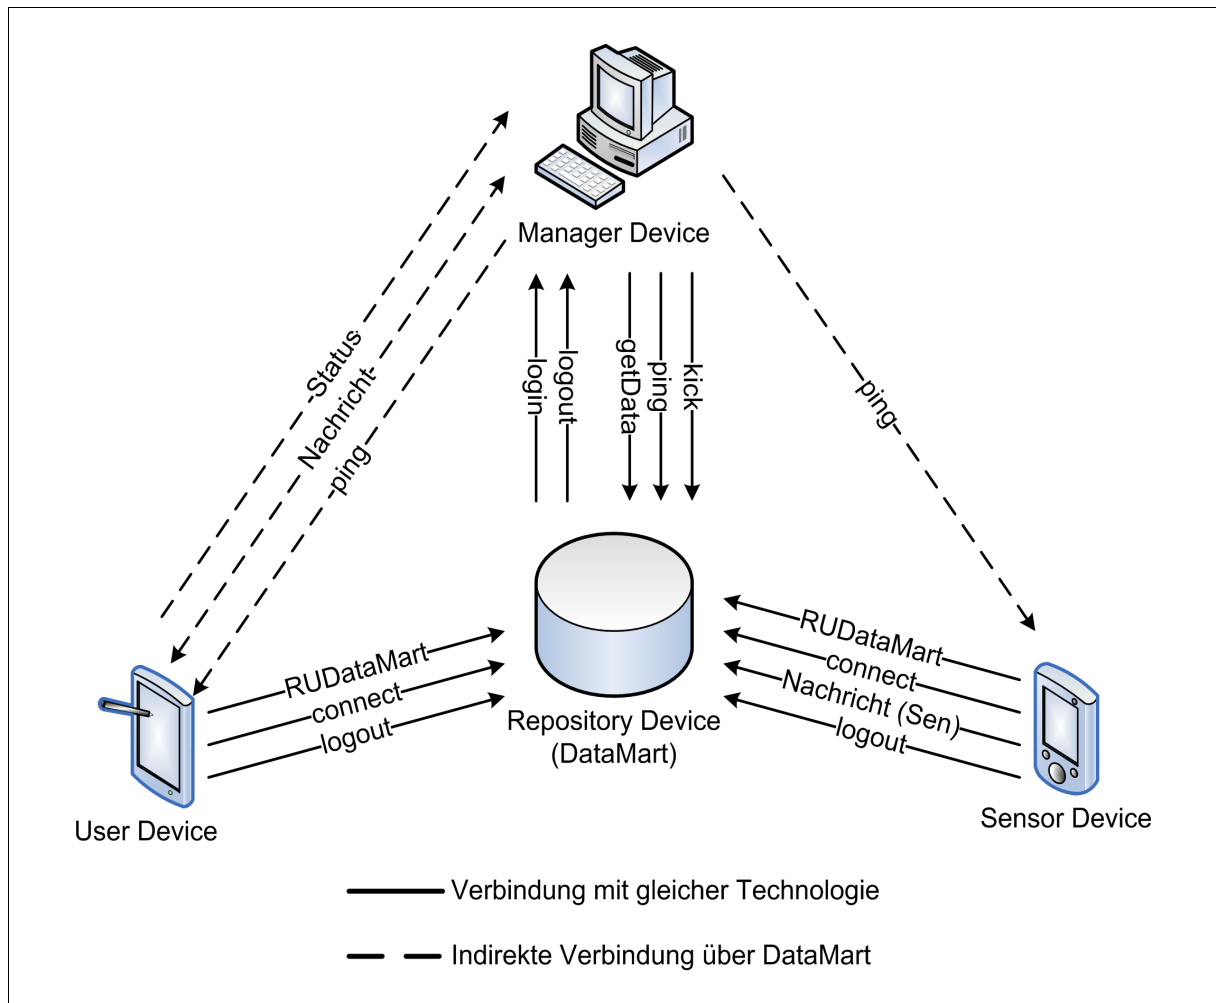 Manager Device
Status
Nachricht
ping
login
logout
getData
ping
kick
ping
RUDataMart
connect
logout
RUDataMart
connect
Nachricht (Sen)
logout
Repository Device
(DataMart)
User Device
Sensor Device
Verbindung mit gleicher Technologie
Indirekte Verbindung über DataMart